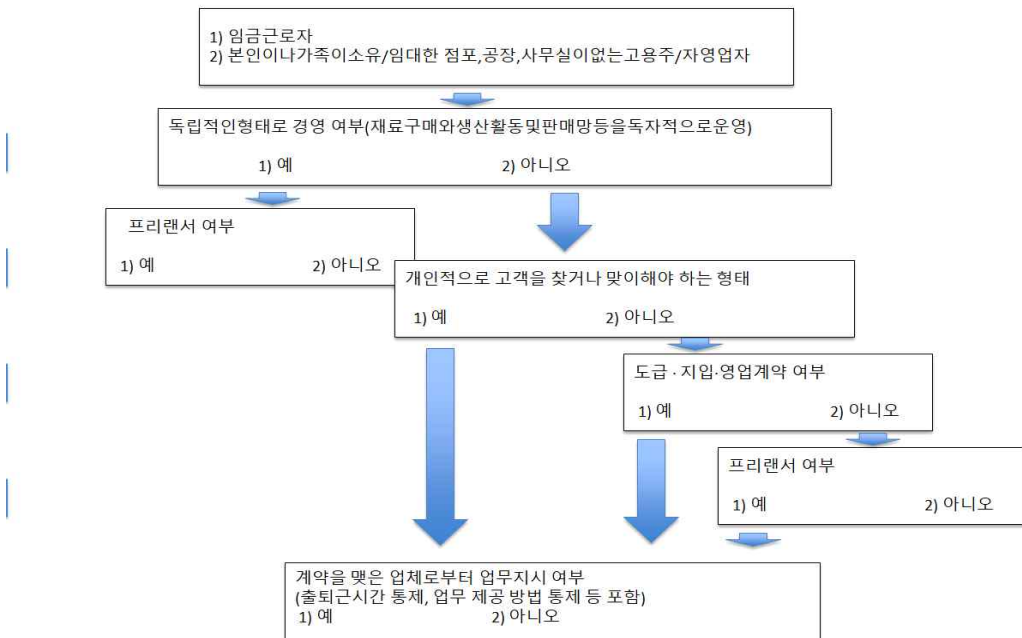 1) 임금근로자
2) 본인이나가족이소유/임대한 점포,공장,사무실이없는고용주/자영업자
독립적인형태로 경영 여부(재료구매와생산활동및판매망등을독자적으로운영)
1) 예 2) 아니오
프리랜서 여부
1) 예 2) 아니오
개인적으로 고객을 찾거나 맞이해야 하는 형태
1) 예 2) 아니오
도급·지입·영업계약 여부
1) 예 2) 아니오
프리랜서 여부
1) 예 2) 아니오
계약을 맺은 업체로부터 업무지시 여부
(출퇴근시간 통제, 업무 제공 방법 통제 등 포함)
1) 예 2) 아니오